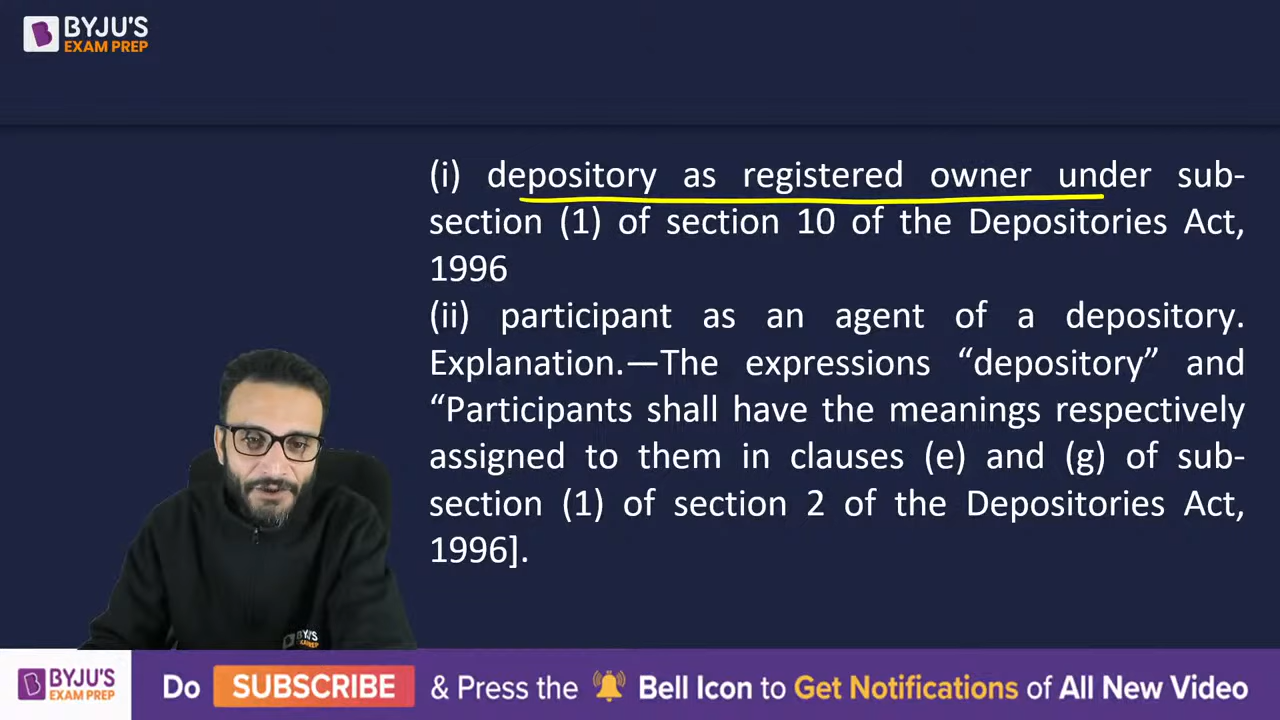 BYJU'S
EXAM PREP
(i) depository as registered owner under sub-
section (1) of section 10 of the Depositories Act,
1996
(ii) participant as an agent of a depository.
Explanation.—The expressions “depository” and
“Participants shall have the meanings respectively
assigned to them in clauses (e) and (g) of sub-
section (1) of section 2 of the Depositories Act,
1996].
BYJU'S
EXAM PREP
BYJU'S
EXAM PREP
Do SUBSCRIBE & Press the Bell Icon to Get Notifications of All New Video